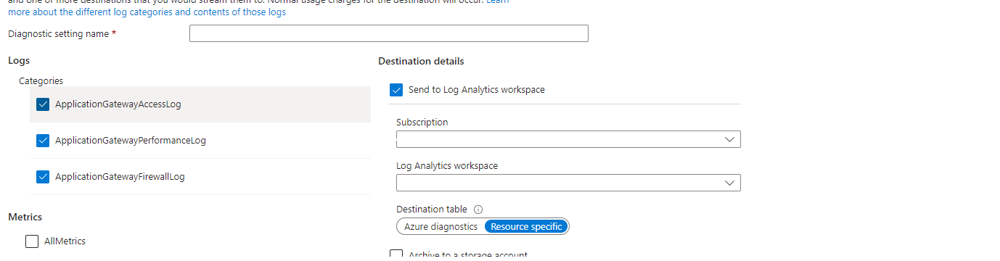 and one or more destinations that you would stream them to. Normal usage charges for the destination will occur. Learn
more about the different log categories and contents of those logs
Diagnostic setting name *
Logs
Categories
ApplicationGatewayAccessLog
ApplicationGatewayPerformanceLog
ApplicationGatewayFirewallLog
Metrics
AllMetrics
Destination details
Send to Log Analytics workspace
Subscription
Log Analytics workspace
Destination table
Azure diagnostics Resource specific
Archive to a storage account